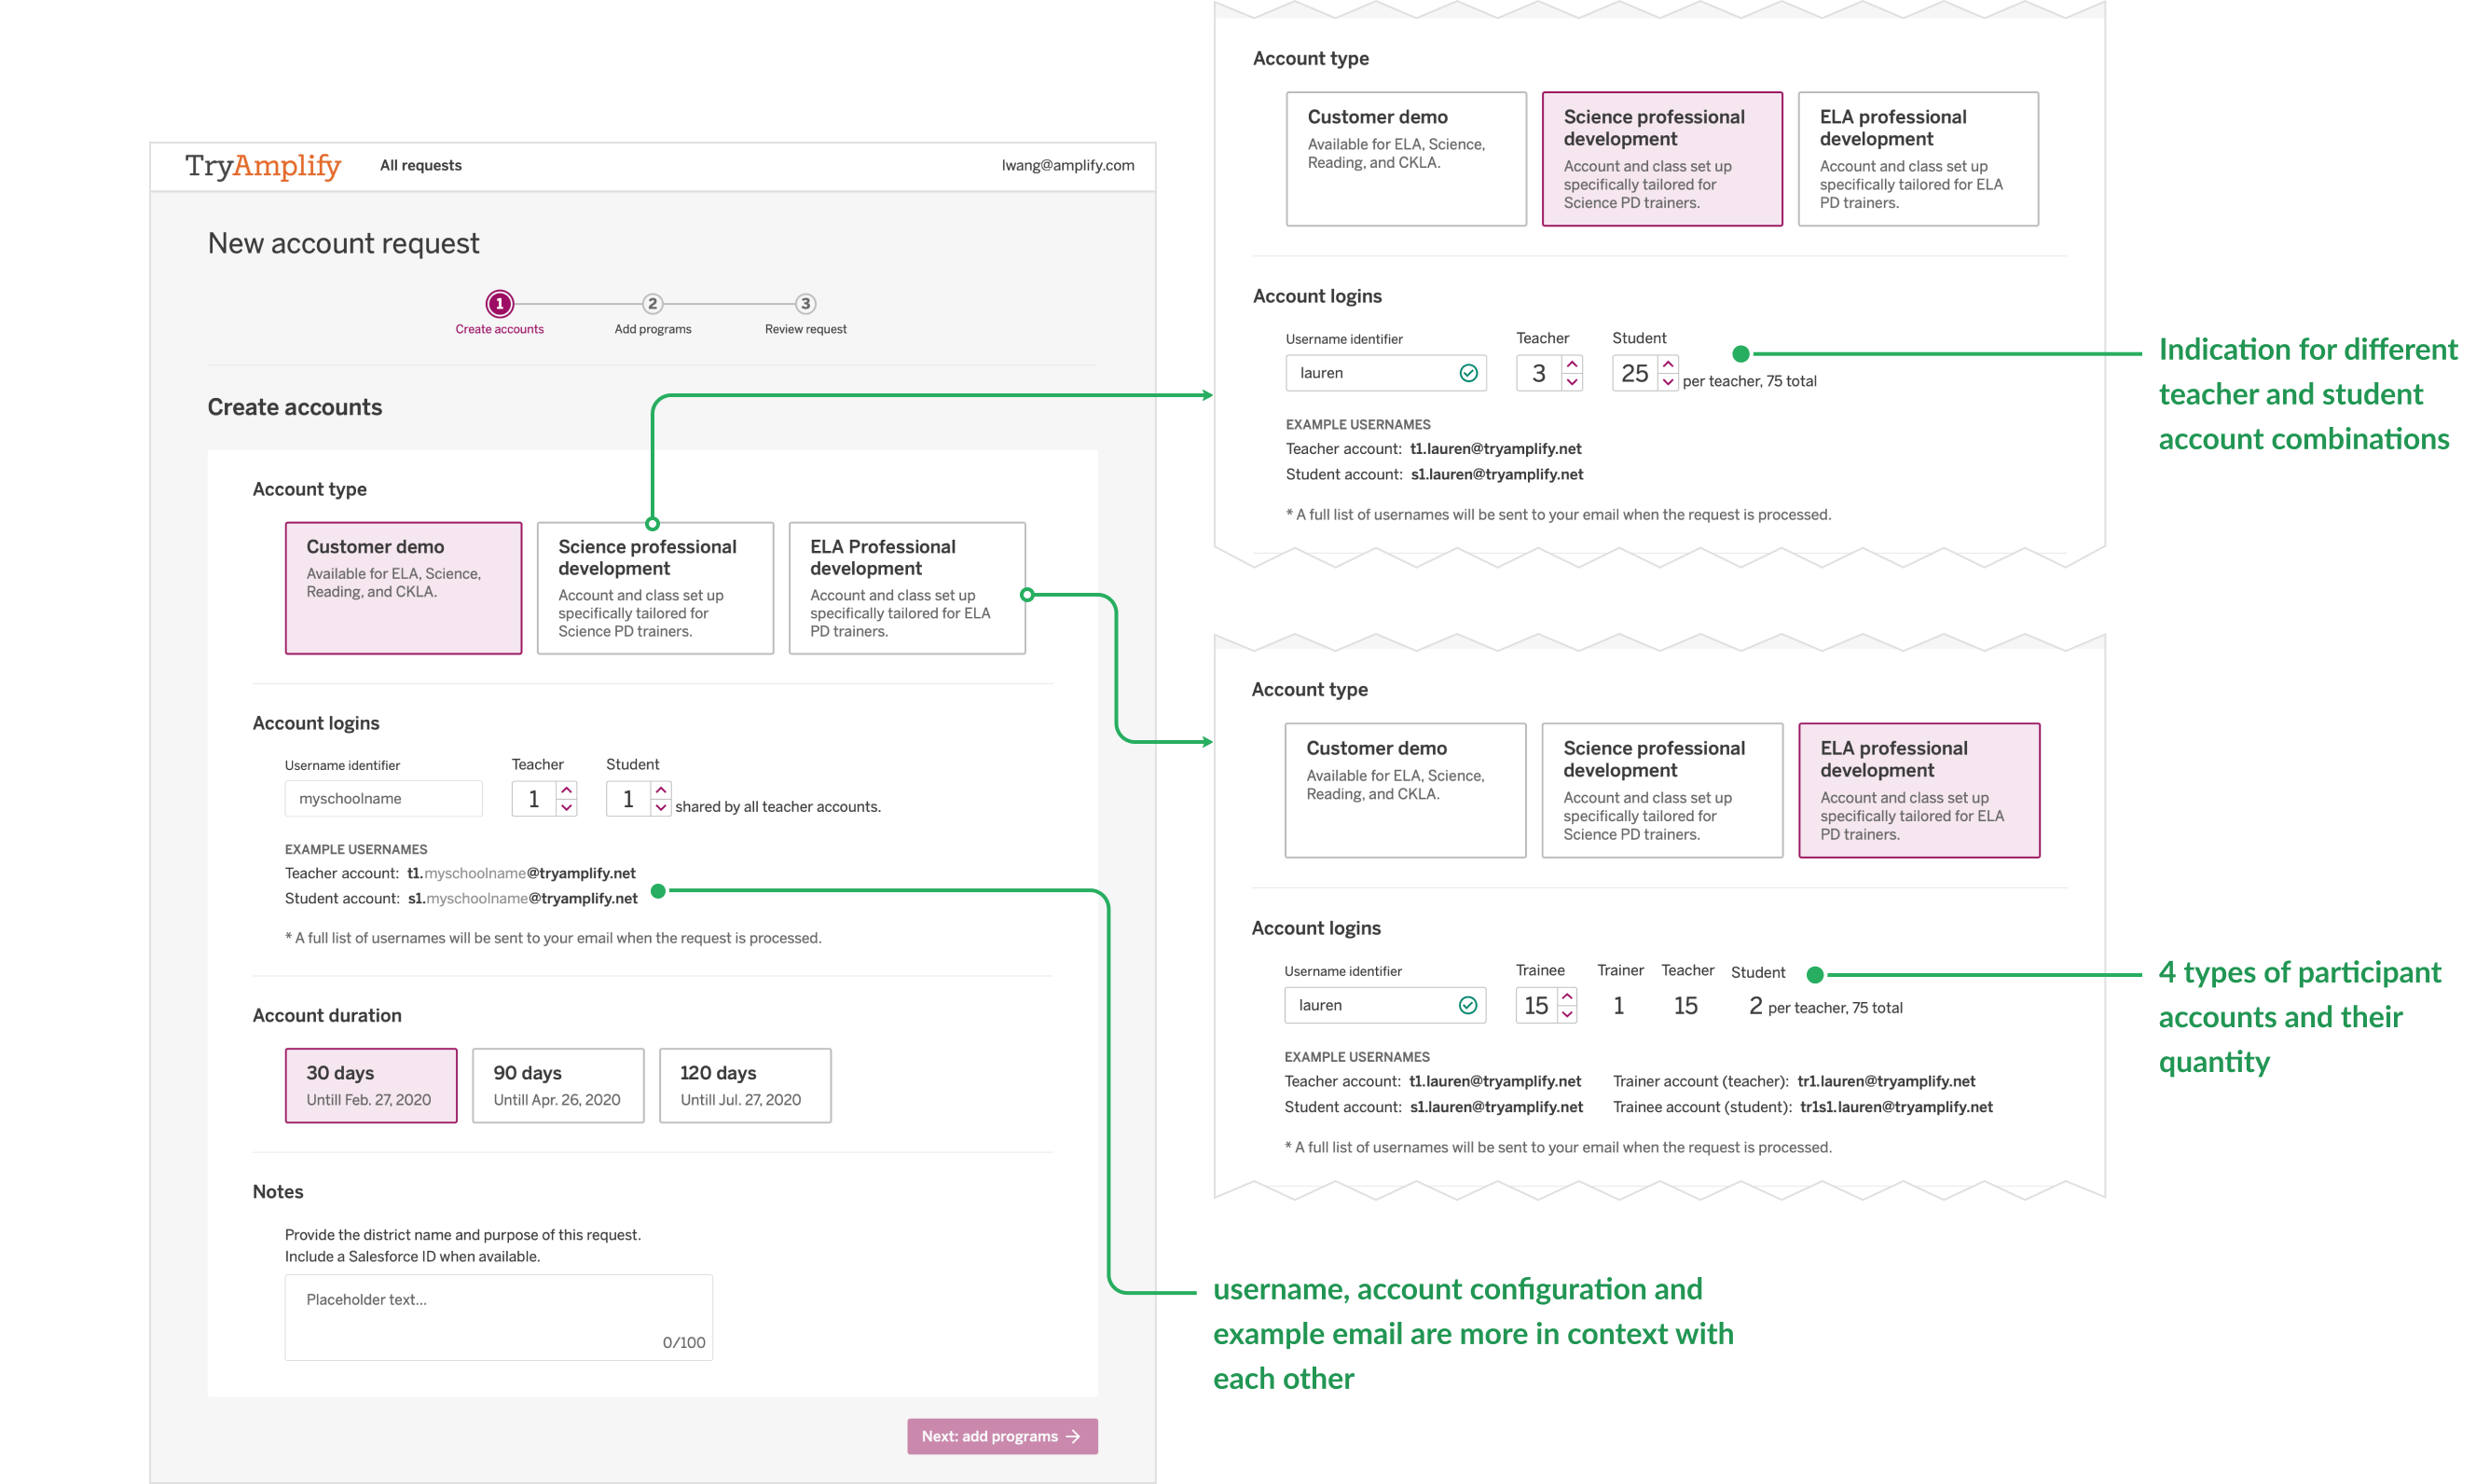 TryAmplify
All requests
lwang@amplify.com
New account request
1
2
3
Create accounts
Add programs
Review request
Create accounts
Account type
Customer demo
Available for ELA, Science,
Reading, and CKLA.
Science professional
development
Account and class set up
specifically tailored for
Science PD trainers.
ELA Professional
development
Account and class set up
specifically tailored for ELA
PD trainers.
Account logins
Username identifier
Teacher
Student
myschoolname
1
1
shared by all teacher accounts.
EXAMPLE USERNAMES
Teacher account: t1.myschoolname@tryamplify.net
Student account: s1.myschoolname@tryamplify.net
* A full list of usernames will be sent to your email when the request is processed.
Account duration
30 days
Untill Feb. 27, 2020
90 days
Untill Apr. 26, 2020
120 days
Untill Jul. 27, 2020
Notes
Provide the district name and purpose of this request.
Include a Salesforce ID when available.
Placeholder text...
0/100
Next: add programs
Account type
Customer demo
Available for ELA, Science,
Reading, and CKLA.
Science professional
development
Account and class set up
specifically tailored for
Science PD trainers.
ELA professional
development
Account and class set up
specifically tailored for ELA
PD trainers.
Account logins
Username identifier
Teacher
Student
lauren
3
25
per teacher, 75 total
EXAMPLE USERNAMES
Teacher account: t1.lauren@tryamplify.net
Student account: s1.lauren@tryamplify.net
* A full list of usernames will be sent to your email when the request is processed.
Indication for different
teacher and student
account combinations
Account type
Customer demo
Available for ELA, Science,
Reading, and CKLA.
Science professional
development
Account and class set up
specifically tailored for
Science PD trainers.
ELA professional
development
Account and class set up
specifically tailored for ELA
PD trainers.
Account logins
Username identifier
Trainee
Trainer
Teacher
Student
lauren
15
1
15
2 per teacher, 75 total
EXAMPLE USERNAMES
Teacher account: t1.lauren@tryamplify.net
Trainer account (teacher): tr1.lauren@tryamplify.net
Student account: s1.lauren@tryamplify.net
Trainee account (student): tr1s1.lauren@tryamplify.net
* A full list of usernames will be sent to your email when the request is processed.
4 types of participant
accounts and their
quantity
username, account configuration and
example email are more in context with
each other